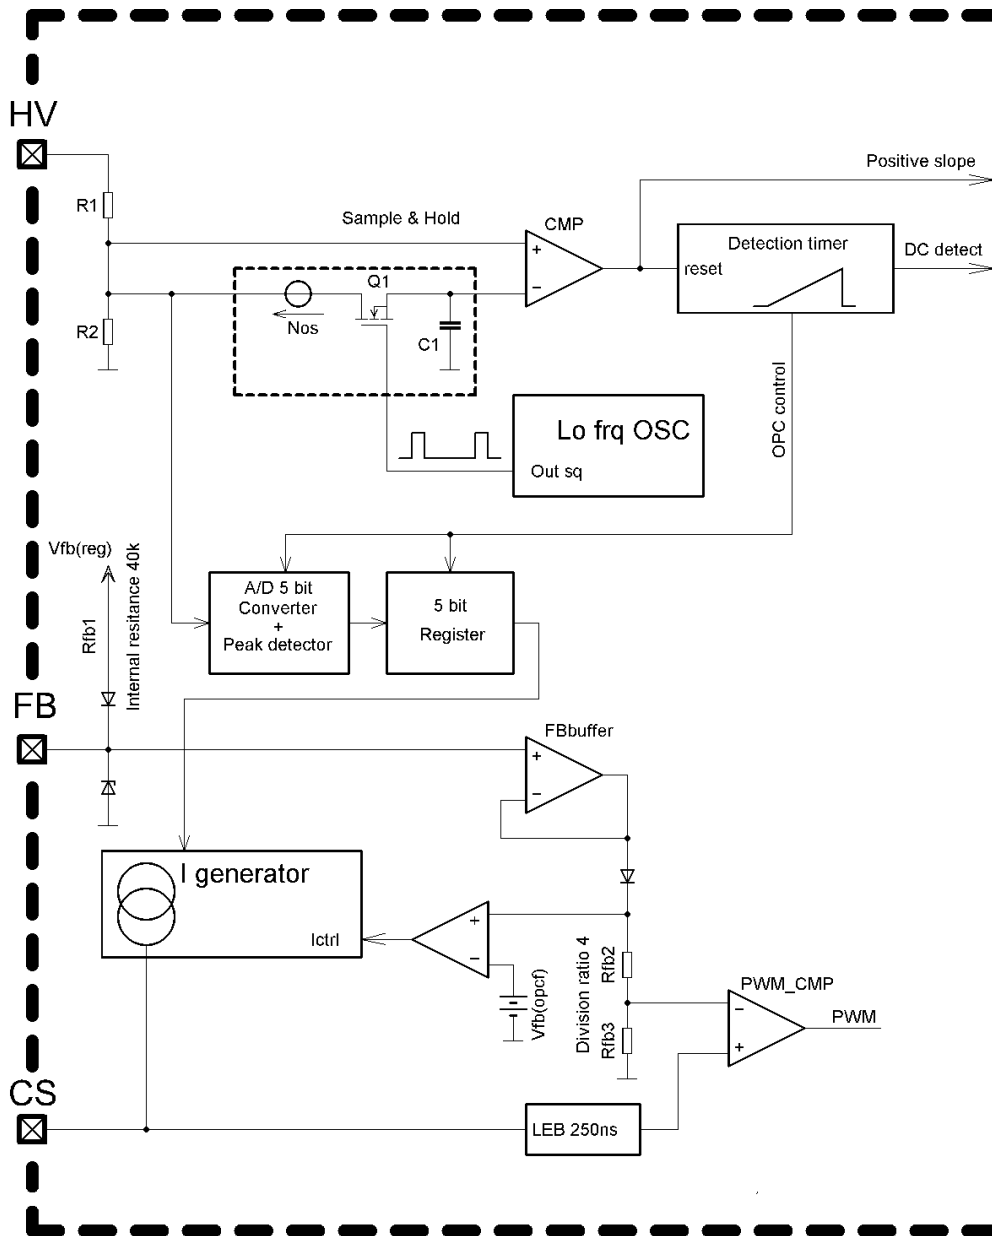 HV
Positive slope
R1
Sample & Hold
CMP
+
−
Detection timer
reset
DC detect
Q1
Nos
R2
C1
OPC control
Lo frq OSC
Out sq
Vfb(reg)
Internal resitance 40k
Rfb1
A/D 5 bit
Converter
+
Peak detector
5 bit
Register
FB
FBbuffer
+
−
I generator
Ictrl
+
−
Vfb(opcf)
Division ratio 4
Rfb2
Rfb3
PWM_CMP
−
+
PWM
CS
LEB 250ns